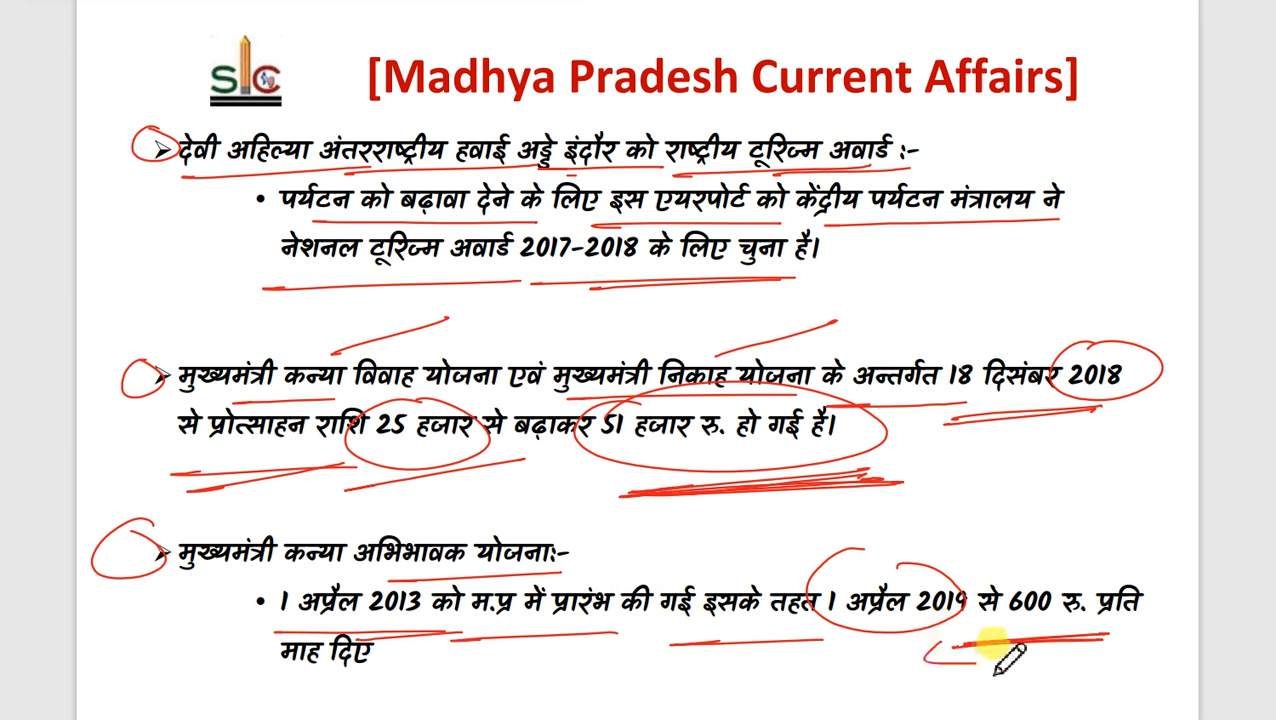 SIC
[Madhya Pradesh Current Affairs]
➢ देवी अहिल्या अंतरराष्ट्रीय हवाई अड्डे इंदौर को राष्ट्रीय टूरिज्म अवार्ड :-
• पर्यटन को बढ़ावा देने के लिए इस एयरपोर्ट को केंद्रीय पर्यटन मंत्रालय ने
नेशनल टूरिज्म अवार्ड 2017-2018 के लिए चुना है।
➢ मुख्यमंत्री कन्या विवाह योजना एवं मुख्यमंत्री निकाह योजना के अन्तर्गत 18 दिसंबर 2018
से प्रोत्साहन राशि 25 हजार से बढ़ाकर 51 हजार रु. हो गई है।
➢ मुख्यमंत्री कन्या अभिभावक योजनाः-
• 1 अप्रैल 2013 को म.प्र में प्रारंभ की गई इसके तहत 1 अप्रैल 2019 से 600 रु. प्रति
माह दिए